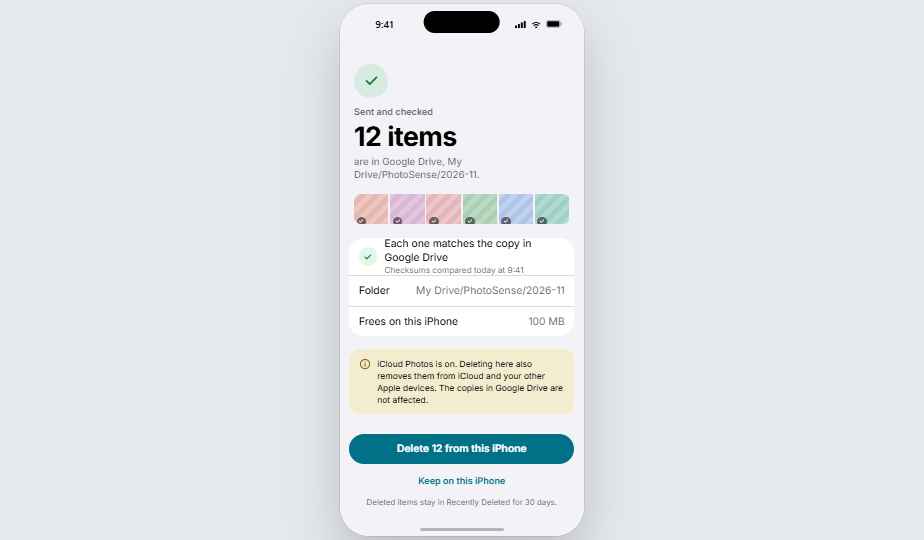 9:41
Sent and checked
12 items
are in Google Drive, My
Drive/PhotoSense/2026-11.
Each one matches the copy in
Google Drive
Checksums compared today at 9:41
Folder My Drive/PhotoSense/2026-11
Frees on this iPhone 100 MB
iCloud Photos is on. Deleting here also
removes them from iCloud and your other
Apple devices. The copies in Google Drive are
not affected.
Delete 12 from this iPhone
Keep on this iPhone
Deleted items stay in Recently Deleted for 30 days.